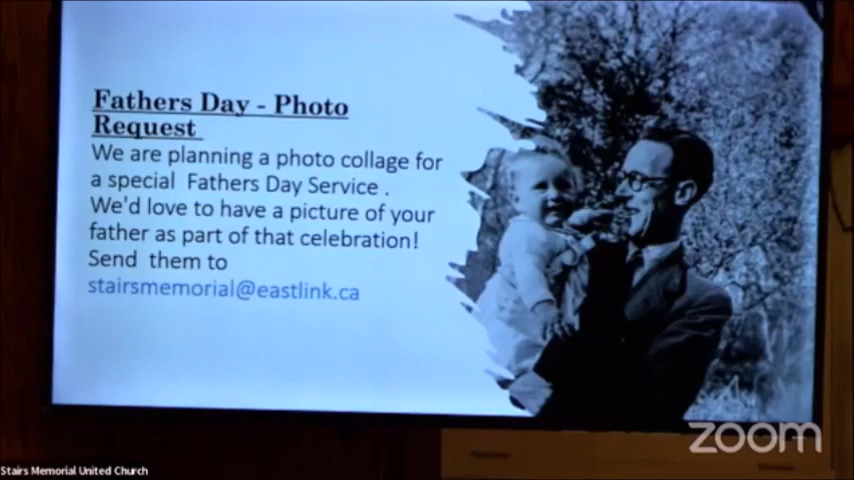 Fathers Day - Photo
Request
We are planning a photo collage for
a special Fathers Day Service .
We'd love to have a picture of your
father as part of that celebration!
Send them to
stairsmemorial@eastlink.ca
zoom
Stairs Memorial United Church